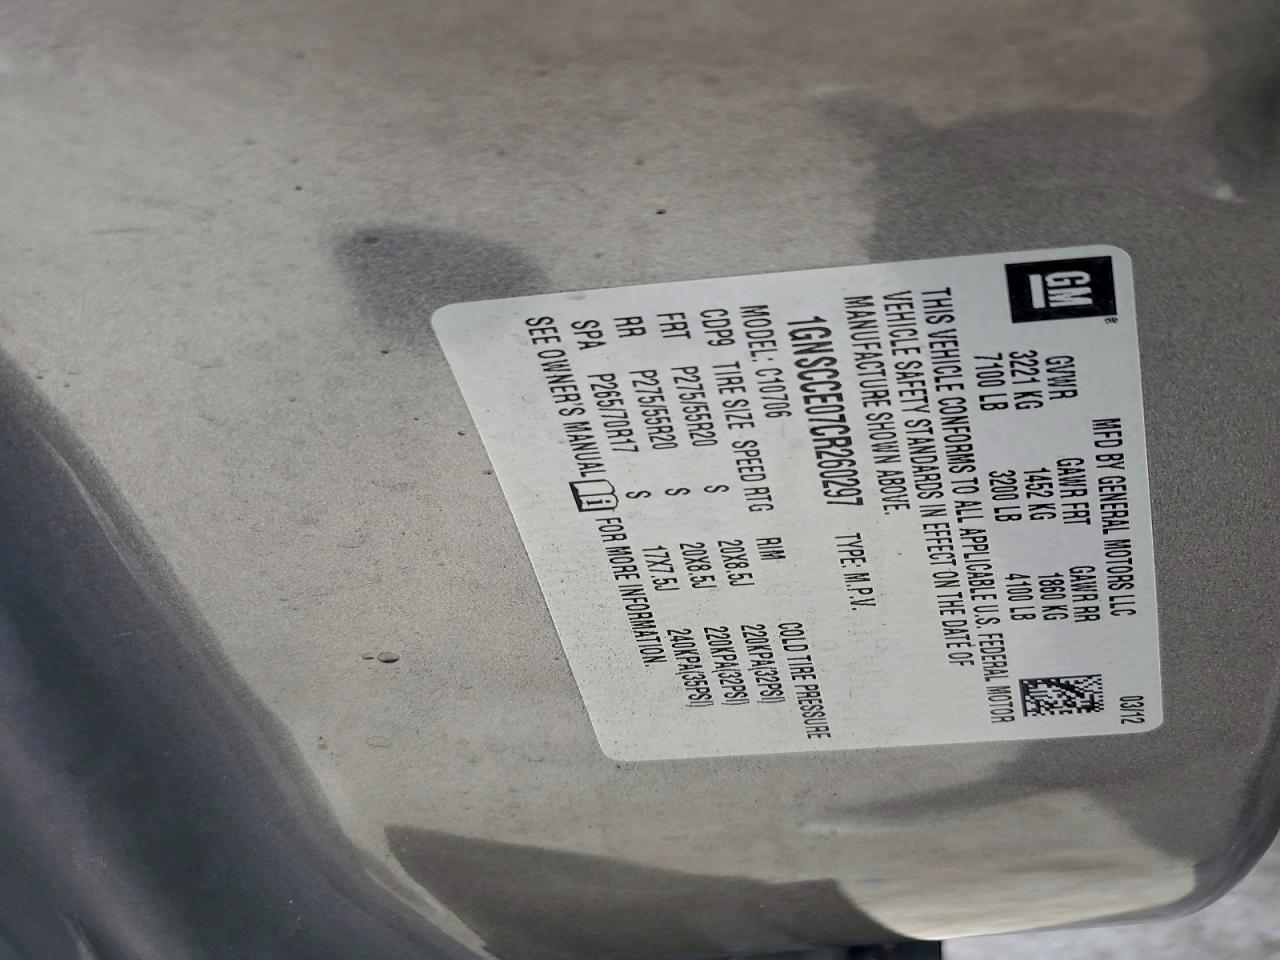 GM®
MFD BY GENERAL MOTORS LLC 03/12
GVWR GAWR FRT GAWR RR
3221 KG 1452 KG 1860 KG
7100 LB 3200 LB 4100 LB
THIS VEHICLE CONFORMS TO ALL APPLICABLE U.S. FEDERAL MOTOR
VEHICLE SAFETY STANDARDS IN EFFECT ON THE DATE OF
MANUFACTURE SHOWN ABOVE.
1GNSCCE07CR260297 TYPE: M.P.V.
MODEL: C10706
CDP9 TIRE SIZE SPEED RTG RIM COLD TIRE PRESSURE
FRT P275/55R20 S 20X8.5J 220KPA(32PSI)
RR P275/55R20 S 20X8.5J 220KPA(32PSI)
SPA P265/70R17 S 17X7.5J 240KPA(35PSI)
SEE OWNER'S MANUAL FOR MORE INFORMATION.